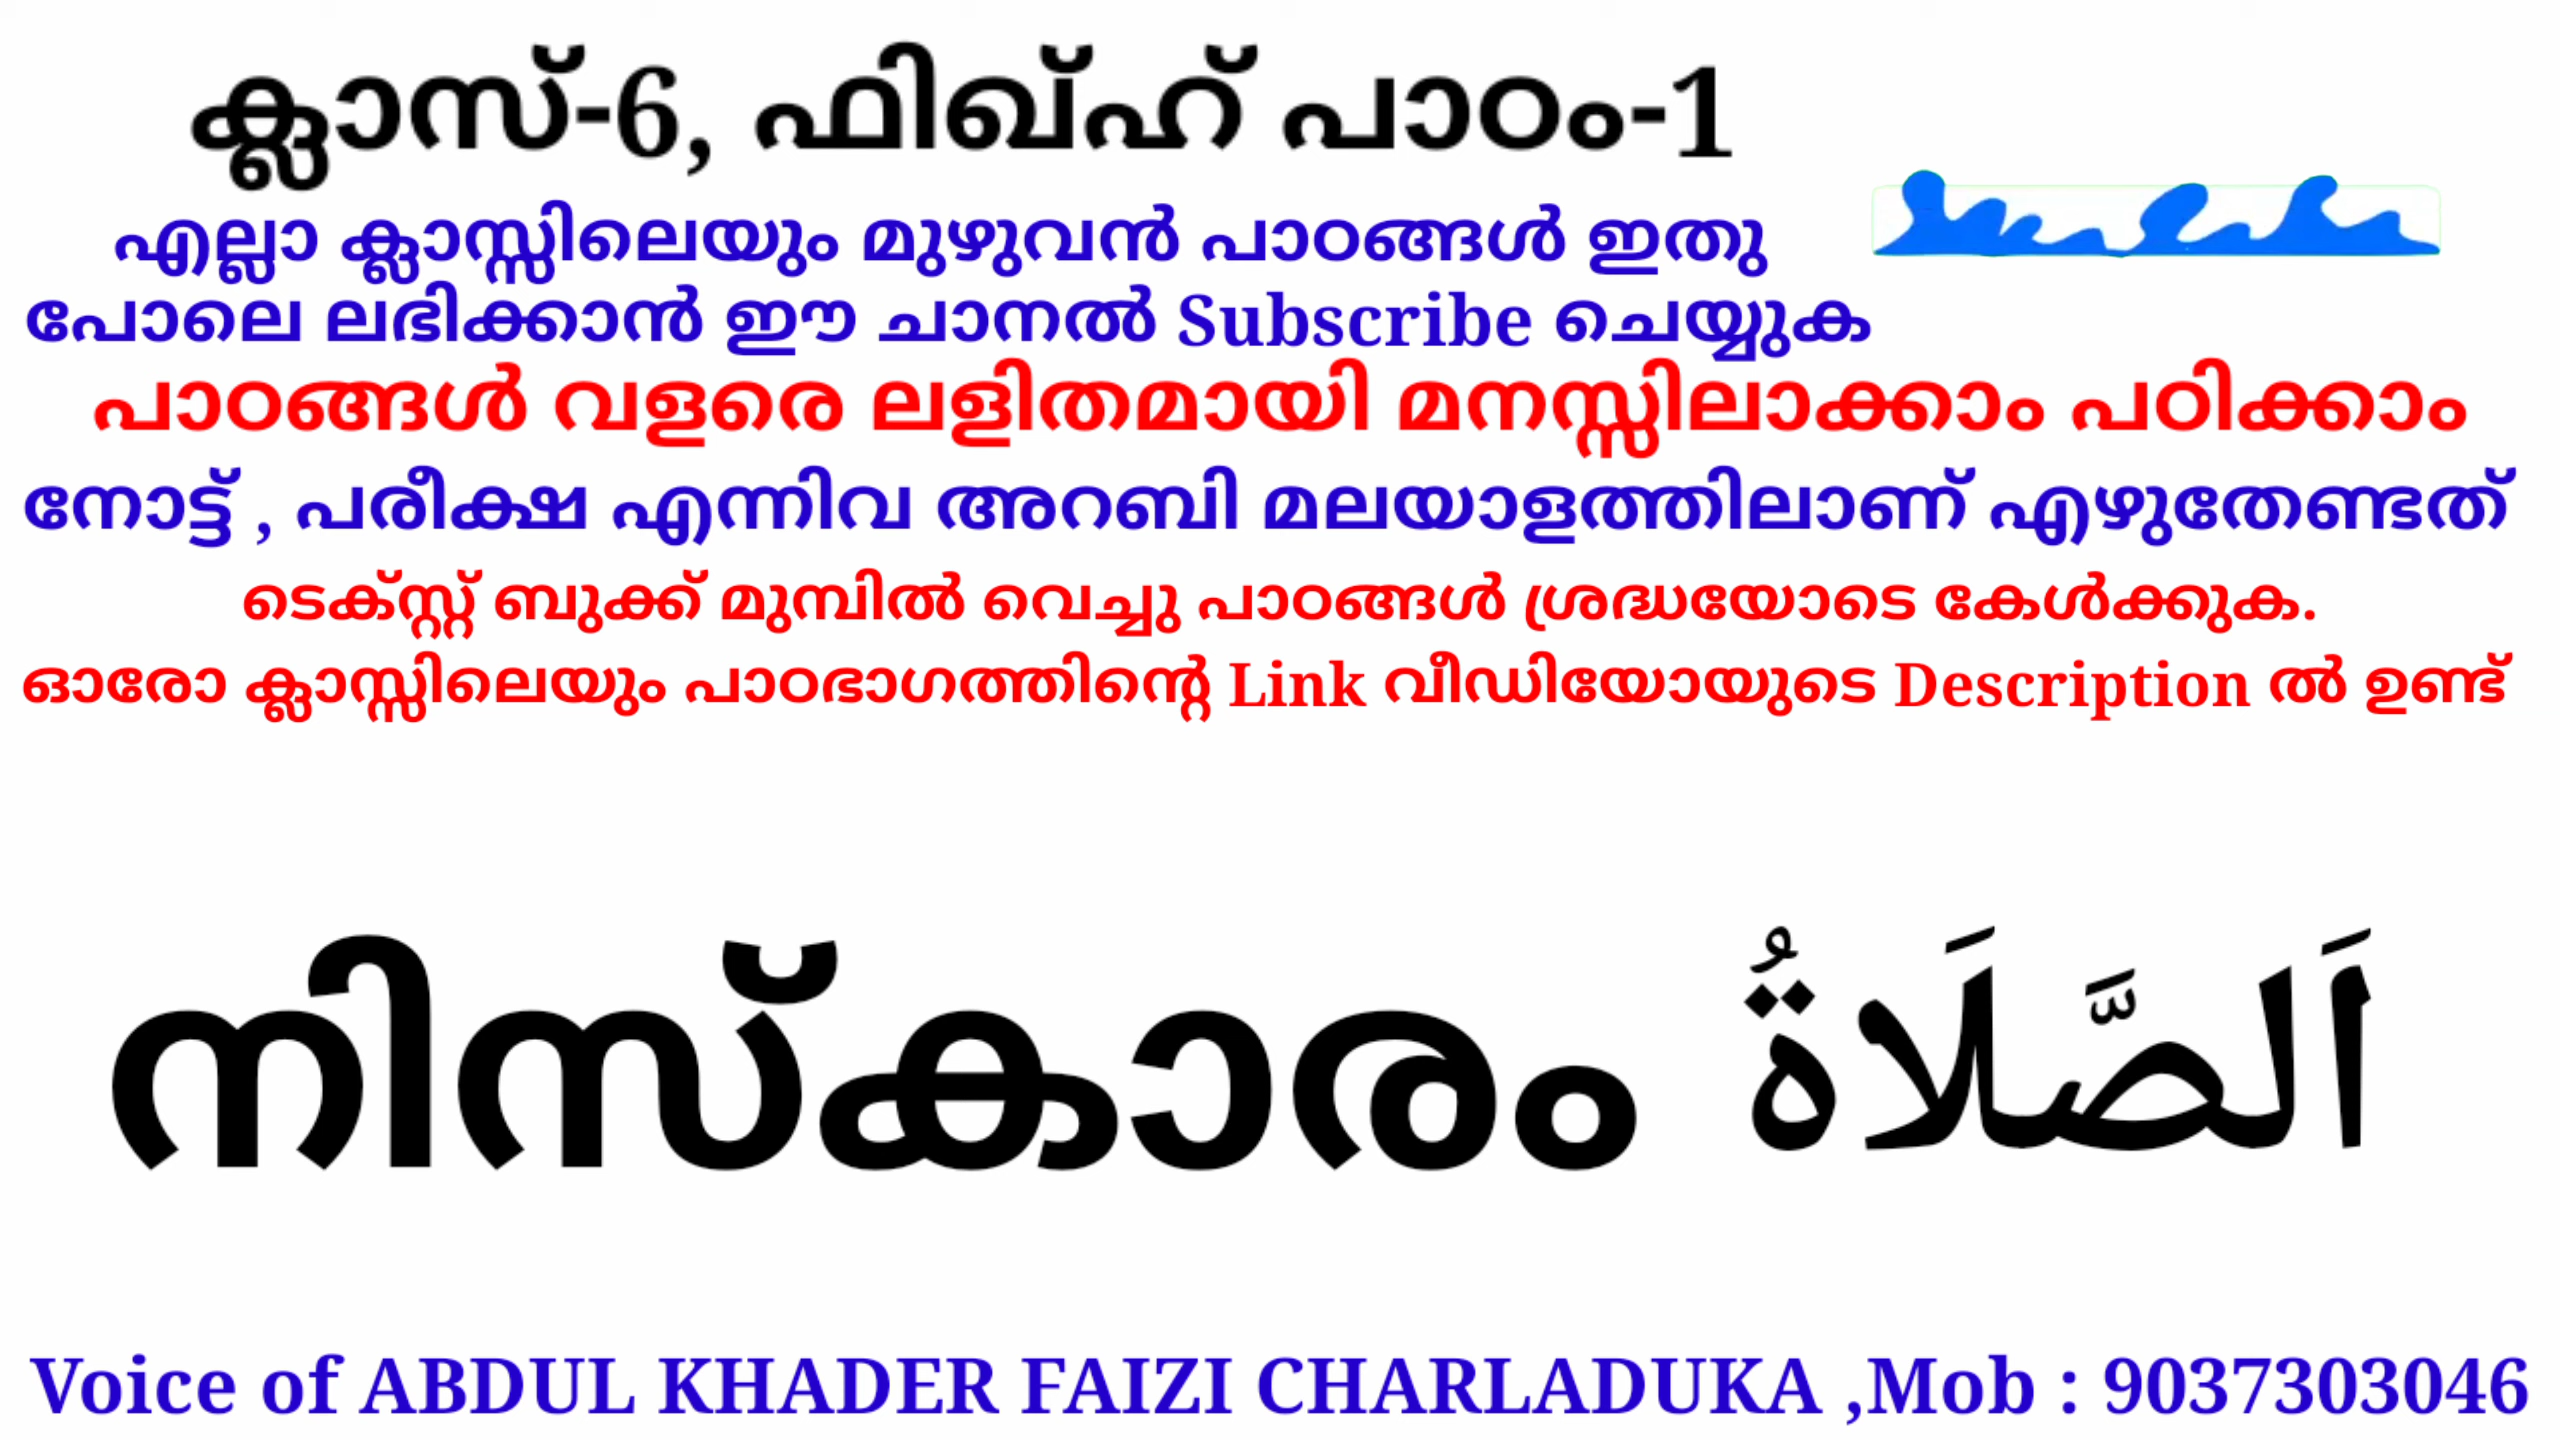 ക്ലാസ്-6, ഫിഖ്ഹ് പാഠം-1
എല്ലാ ക്ലാസ്സിലെയും മുഴുവൻ പാഠങ്ങൾ ഇതു
പോലെ ലഭിക്കാൻ ഈ ചാനൽ Subscribe ചെയ്യുക
പാഠങ്ങൾ വളരെ ലളിതമായി മനസ്സിലാക്കാം പഠിക്കാം
നോട്ട് , പരീക്ഷ എന്നിവ അറബി മലയാളത്തിലാണ് എഴുതേണ്ടത്
ടെക്സ്റ്റ് ബുക്ക് മുമ്പിൽ വെച്ചു പാഠങ്ങൾ ശ്രദ്ധയോടെ കേൾക്കുക.
ഓരോ ക്ലാസ്സിലെയും പാഠഭാഗത്തിന്റെ Link വീഡിയോയുടെ Description ൽ ഉണ്ട്
നിസ്കാരം اَلصَّلَاةُ
Voice of ABDUL KHADER FAIZI CHARLADUKA ,Mob : 9037303046